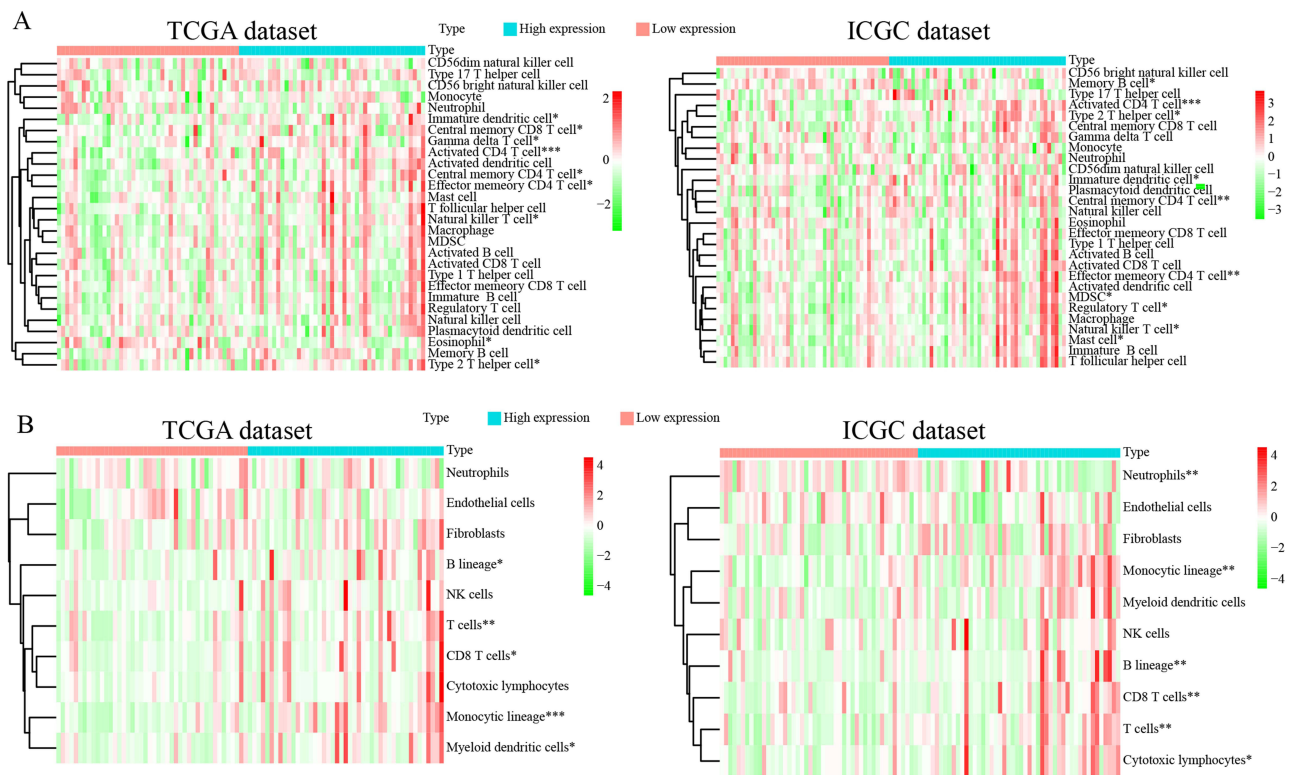 A
TCGA dataset
Type
High expression
Low expression
ICGC dataset
Type
CD56dim natural killer cell
Type 17 T helper cell
CD56 bright natural killer cell
Monocyte
Neutrophil
Immature dendritic cell*
Central memory CD8 T cell*
Gamma delta T cell*
Activated CD4 T cell***
Activated dendritic cell
Central memory CD4 T cell*
Effector memeory CD4 T cell*
Mast cell
T follicular helper cell
Natural killer T cell*
Macrophage
MDSC
Activated B cell
Activated CD8 T cell
Type 1 T helper cell
Effector memeory CD8 T cell
Immature B cell
Regulatory T cell
Natural killer cell
Plasmacytoid dendritic cell
Eosinophil*
Memory B cell
Type 2 T helper cell*
2
0
−2
Type
CD56 bright natural killer cell
Memory B cell*
Type 17 T helper cell
Activated CD4 T cell***
Type 2 T helper cell*
Central memory CD8 T cell
Gamma delta T cell
Monocyte
Neutrophil
CD56dim natural killer cell
Immature dendritic cell*
Plasmacytoid dendritic cell
Central memory CD4 T cell**
Natural killer cell
Eosinophil
Effector memeory CD8 T cell
Type 1 T helper cell
Activated B cell
Activated CD8 T cell
Effector memeory CD4 T cell**
Activated dendritic cell
MDSC*
Regulatory T cell*
Macrophage
Natural killer T cell*
Mast cell*
Immature B cell
T follicular helper cell
3
2
1
0
−1
−2
−3
B
TCGA dataset
Type
High expression
Low expression
ICGC dataset
Type
Neutrophils
Endothelial cells
Fibroblasts
B lineage*
NK cells
T cells**
CD8 T cells*
Cytotoxic lymphocytes
Monocytic lineage***
Myeloid dendritic cells*
4
2
0
−2
−4
Type
Neutrophils**
Endothelial cells
Fibroblasts
Monocytic lineage**
Myeloid dendritic cells
NK cells
B lineage**
CD8 T cells**
T cells**
Cytotoxic lymphocytes*
4
2
0
−2
−4